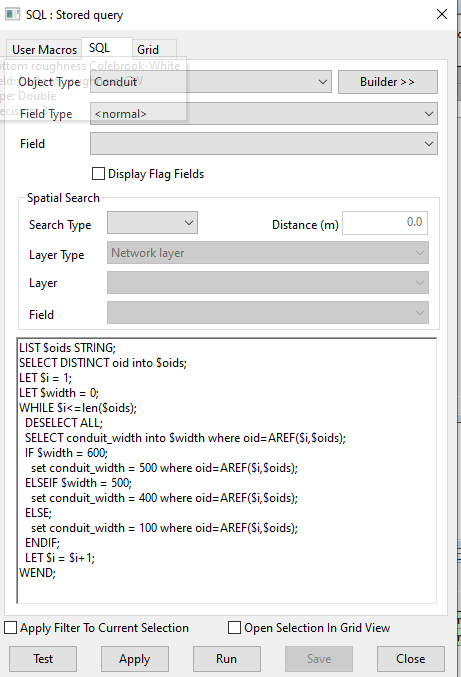 SQL : Stored query
User Macros SQL Grid
ttom roughness Colebrook-White
Object Type Conduit Builder >>
Field Type <normal>
Field
Display Flag Fields
Spatial Search
Search Type Distance (m) 0.0
Layer Type Network layer
Layer
Field
LIST $oids STRING;
SELECT DISTINCT oid into $oids;
LET $i = 1;
LET $width = 0;
WHILE $i<=len($oids);
DESELECT ALL;
SELECT conduit_width into $width where oid=AREF($i,$oids);
IF $width = 600;
set conduit_width = 500 where oid=AREF($i,$oids);
ELSEIF $width = 500;
set conduit_width = 400 where oid=AREF($i,$oids);
ELSE;
set conduit_width = 100 where oid=AREF($i,$oids);
ENDIF;
LET $i = $i+1;
WEND;
Apply Filter To Current Selection Open Selection In Grid View
Test Apply Run Save Close